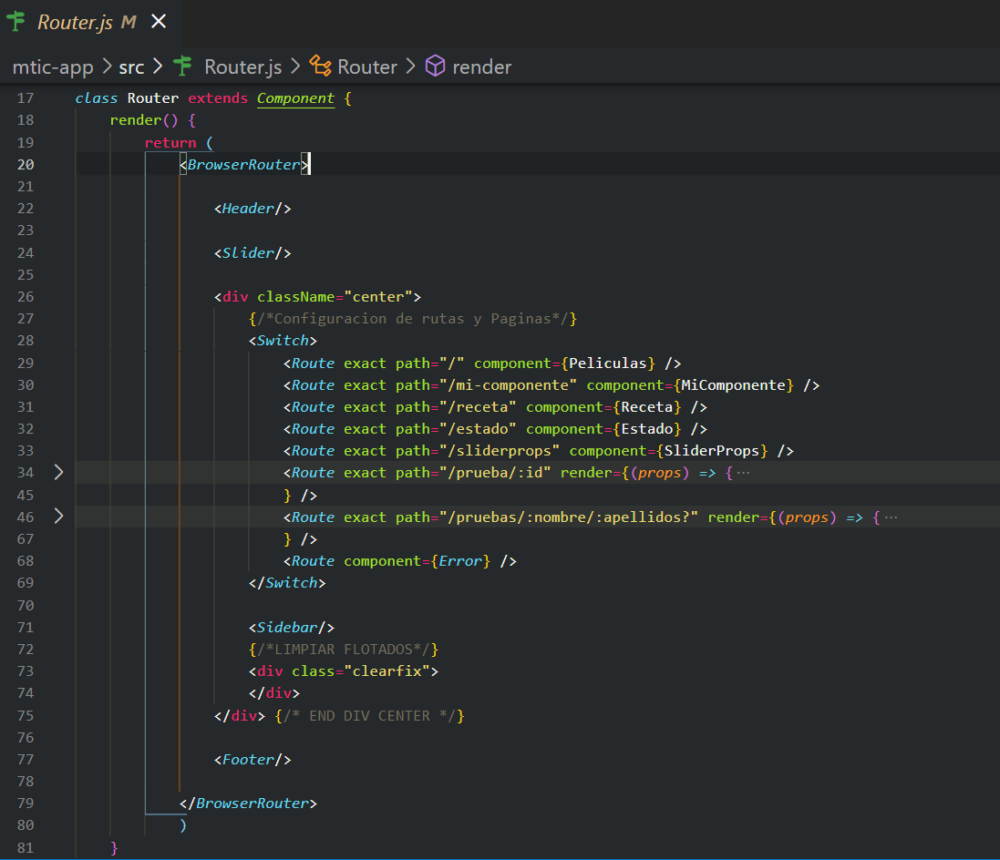 Router.js M
mtic-app > src > Router.js > Router > render
17 class Router extends Component {
18 render() {
19 return (
20 <BrowserRouter>
21
22 <Header/>
23
24 <Slider/>
25
26 <div className="center">
27 {/*Configuracion de rutas y Paginas*/}
28 <Switch>
29 <Route exact path="/" component={Peliculas} />
30 <Route exact path="/mi-componente" component={MiComponente} />
31 <Route exact path="/receta" component={Receta} />
32 <Route exact path="/estado" component={Estado} />
33 <Route exact path="/sliderprops" component={SliderProps} />
34 <Route exact path="/prueba/:id" render={(props) => { ⋯
45 } />
46 <Route exact path="/pruebas/:nombre/:apellidos?" render={(props) => { ⋯
67 } />
68 <Route component={Error} />
69 </Switch>
70
71 <Sidebar/>
72 {/*LIMPIAR FLOTADOS*/}
73 <div class="clearfix">
74 </div>
75 </div> {/* END DIV CENTER */}
76
77 <Footer/>
78
79 </BrowserRouter>
80 )
81 }